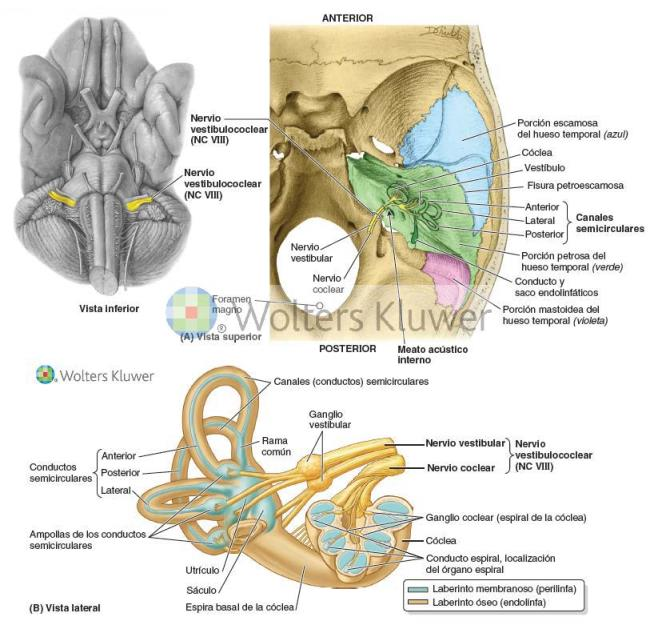 ANTERIOR
Nervio
vestibulococlear
(NC VIII)
Nervio
vestibulococlear
(NC VIII)
Vista inferior
Porción escamosa
del hueso temporal (azul)
Cóclea
Vestíbulo
Fisura petroescamosa
Anterior
Lateral
Posterior
Canales
semicirculares
Porción petrosa del
hueso temporal (verde)
Conducto y
saco endolinfáticos
Porción mastoidea del
hueso temporal (violeta)
Nervio
vestibular
Nervio
coclear
Foramen
magno
Wolters Kluwer
(A) Vista superior
POSTERIOR
Meato acústico
interno
Wolters Kluwer
Canales (conductos) semicirculares
Ganglio
vestibular
Rama
común
Nervio vestibular
Nervio coclear
Nervio
vestibulococlear
(NC VIII)
Conductos
semicirculares
Anterior
Posterior
Lateral
Ampollas de los conductos
semicirculares
Ganglio coclear (espiral de la cóclea)
Cóclea
Conducto espiral, localización
del órgano espiral
Utrículo
Sáculo
Espira basal de la cóclea
(B) Vista lateral
Laberinto membranoso (perilinfa)
Laberinto óseo (endolinfa)